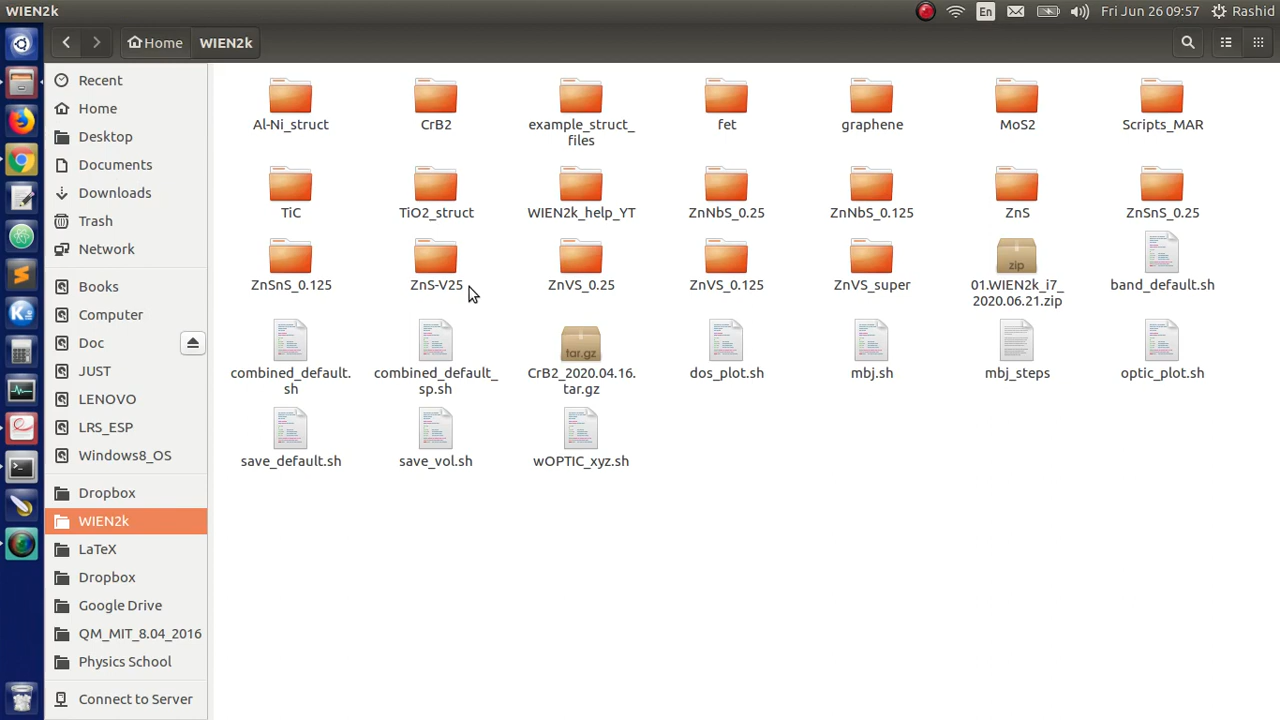 WIEN2k
En
Fri Jun 26 09:57
Rashid
Home
WIEN2k
Recent
Home
Desktop
Documents
Downloads
Trash
Network
Books
Computer
Doc
JUST
LENOVO
LRS_ESP
Windows8_OS
Dropbox
WIEN2k
LaTeX
Dropbox
Google Drive
QM_MIT_8.04_2016
Physics School
Connect to Server
Al-Ni_struct
CrB2
example_struct_
files
fet
graphene
MoS2
Scripts_MAR
TiC
TiO2_struct
WIEN2k_help_YT
ZnNbS_0.25
ZnNbS_0.125
ZnS
ZnSnS_0.25
ZnSnS_0.125
ZnS-V25
ZnVS_0.25
ZnVS_0.125
ZnVS_super
zip
01.WIEN2k_i7_
2020.06.21.zip
band_default.sh
combined_default.
sh
combined_default_
sp.sh
tar.gz
CrB2_2020.04.16.
tar.gz
dos_plot.sh
mbj.sh
mbj_steps
optic_plot.sh
save_default.sh
save_vol.sh
wOPTIC_xyz.sh